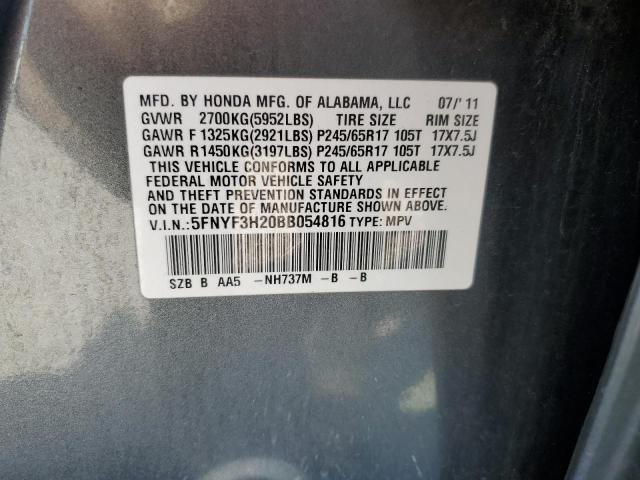 MFD. BY HONDA MFG. OF ALABAMA, LLC 07/'11
GVWR 2700KG(5952LBS) TIRE SIZE RIM SIZE
GAWR F 1325KG(2921LBS) P245/65R17 105T 17X7.5J
GAWR R1450KG(3197LBS) P245/65R17 105T 17X7.5J
THIS VEHICLE CONFORMS TO ALL APPLICABLE
FEDERAL MOTOR VEHICLE SAFETY
AND THEFT PREVENTION STANDARDS IN EFFECT
ON THE DATE OF MANUFACTURE SHOWN ABOVE.
V.I.N.:5FNYF3H20BB054816 TYPE: MPV
SZB B AA5 -NH737M -B -B